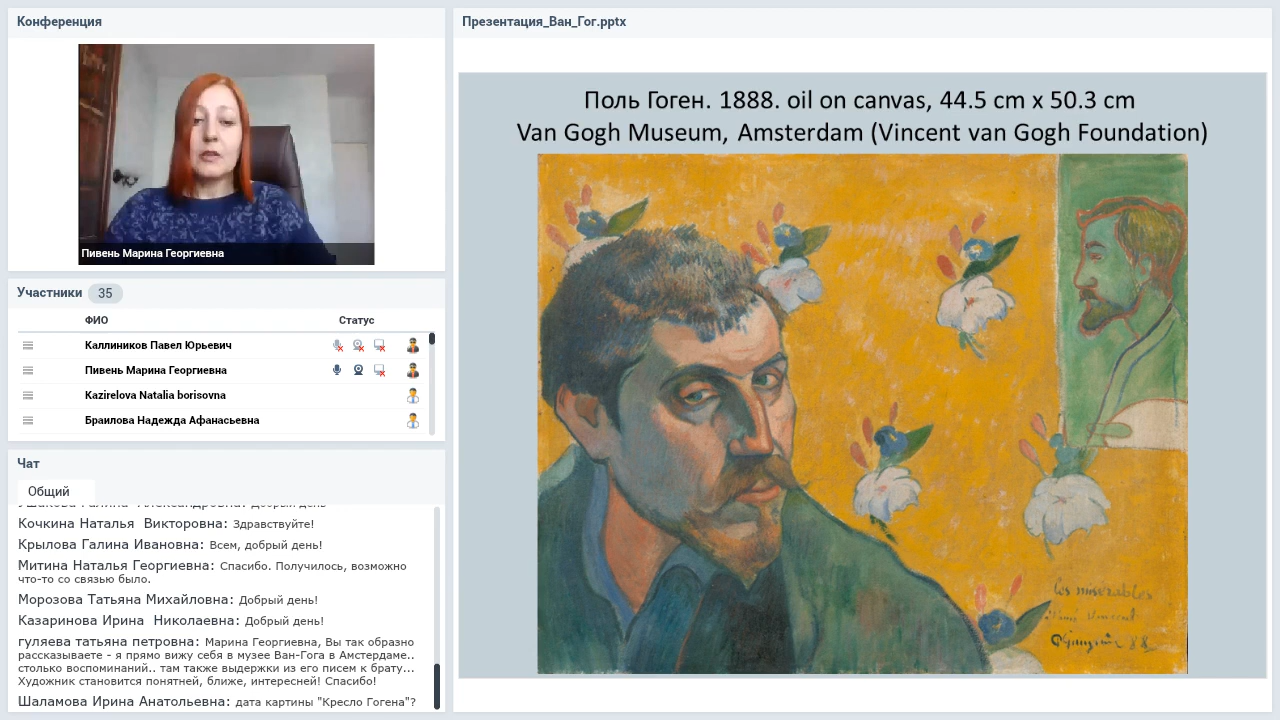 Конференция
Пивень Марина Георгиевна
Участники 35
ФИО Статус
Каллиников Павел Юрьевич
Пивень Марина Георгиевна
Kazirelova Natalia borisovna
Браилова Надежда Афанасьевна
Чат
Общий
Кочкина Наталья Викторовна: Здравствуйте!
Крылова Галина Ивановна: Всем, добрый день!
Митина Наталья Георгиевна: Спасибо. Получилось, возможно
что-то со связью было.
Морозова Татьяна Михайловна: Добрый день!
Казаринова Ирина Николаевна: Добрый день!
гуляева татьяна петровна: Марина Георгиевна, Вы так образно
рассказываете - я прямо вижу себя в музее Ван-Гога в Амстердаме..
столько воспоминаний.. там также выдержки из его писем к брату...
Художник становится понятней, ближе, интересней! Спасибо!
Шаламова Ирина Анатольевна: дата картины "Кресло Гогена"?
Презентация_Ван_Гог.pptx
Поль Гоген. 1888. oil on canvas, 44.5 cm x 50.3 cm
Van Gogh Museum, Amsterdam (Vincent van Gogh Foundation)
les misérables
Vincent
88